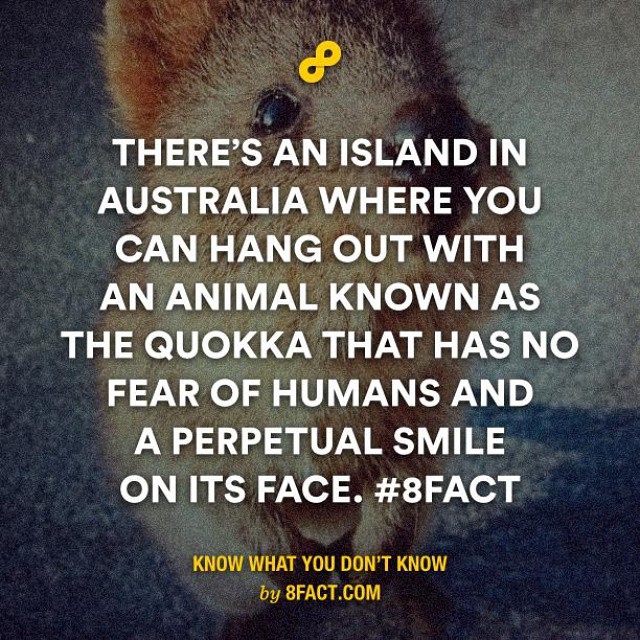 THERE'S AN ISLAND IN
AUSTRALIA WHERE YOU
CAN HANG OUT WITH
AN ANIMAL KNOWN AS
THE QUOKKA THAT HAS NO
FEAR OF HUMANS AND
A PERPETUAL SMILE
ON ITS FACE. #8FACT
KNOW WHAT YOU DON'T KNOW
by 8FACT.COM